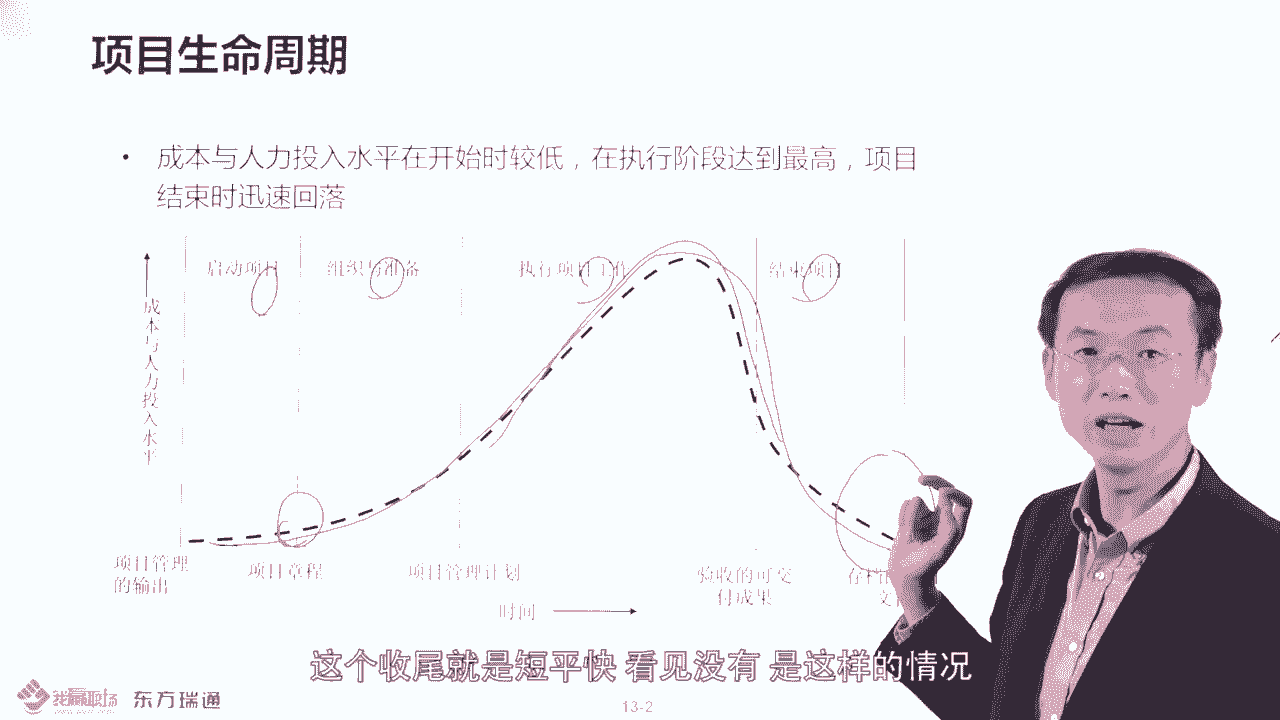 项目生命周期
• 成本与人力投入水平在开始时较低，在执行阶段达到最高，项目
结束时迅速回落
启动项目
组织与准备
执行项目工作
结束项目
成本与人力投入水平
项目管理
的输出
项目章程
项目管理计划
验收的可交
付成果
存档
时间
这个收尾就是短平快 看见没有 是这样的情况
我赢职场
东方瑞通
13-2